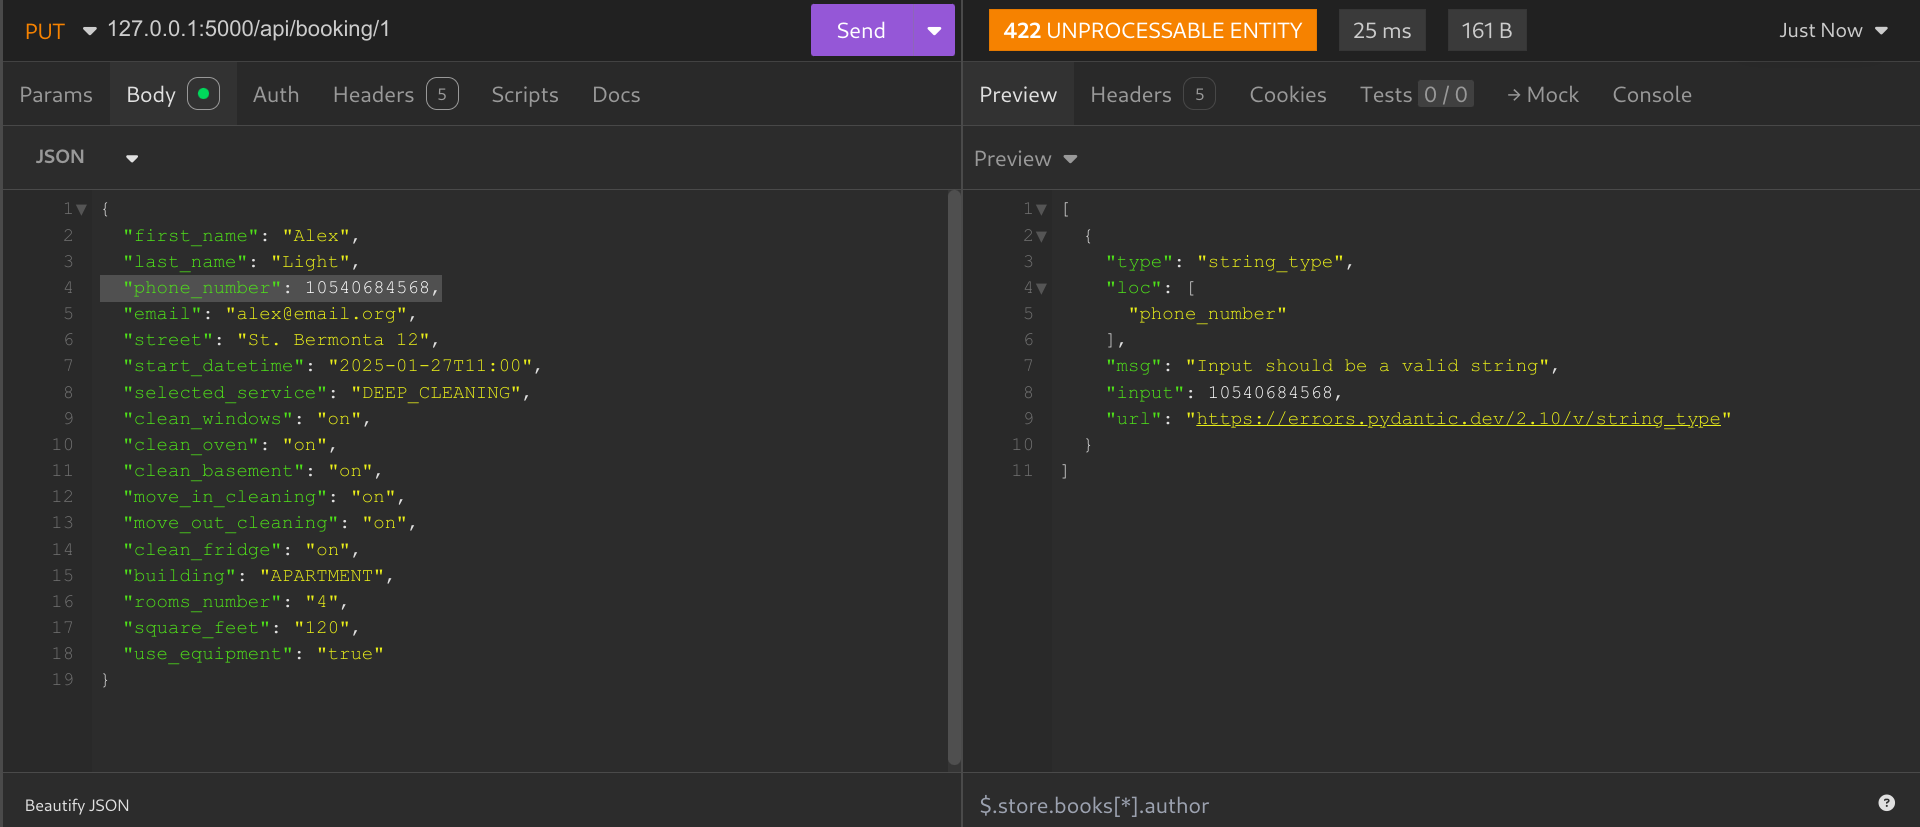 PUT 127.0.0.1:5000/api/booking/1 Send
422 UNPROCESSABLE ENTITY 25 ms 161 B Just Now
Params Body Auth Headers 5 Scripts Docs
Preview Headers 5 Cookies Tests 0 / 0 → Mock Console
JSON
Preview
1 {
2 "first_name": "Alex",
3 "last_name": "Light",
4 "phone_number": 10540684568,
5 "email": "alex@email.org",
6 "street": "St. Bermonta 12",
7 "start_datetime": "2025-01-27T11:00",
8 "selected_service": "DEEP_CLEANING",
9 "clean_windows": "on",
10 "clean_oven": "on",
11 "clean_basement": "on",
12 "move_in_cleaning": "on",
13 "move_out_cleaning": "on",
14 "clean_fridge": "on",
15 "building": "APARTMENT",
16 "rooms_number": "4",
17 "square_feet": "120",
18 "use_equipment": "true"
19 }
1 [
2 {
3 "type": "string_type",
4 "loc": [
5 "phone_number"
6 ],
7 "msg": "Input should be a valid string",
8 "input": 10540684568,
9 "url": "https://errors.pydantic.dev/2.10/v/string_type"
10 }
11 ]
Beautify JSON
$.store.books[*].author ?